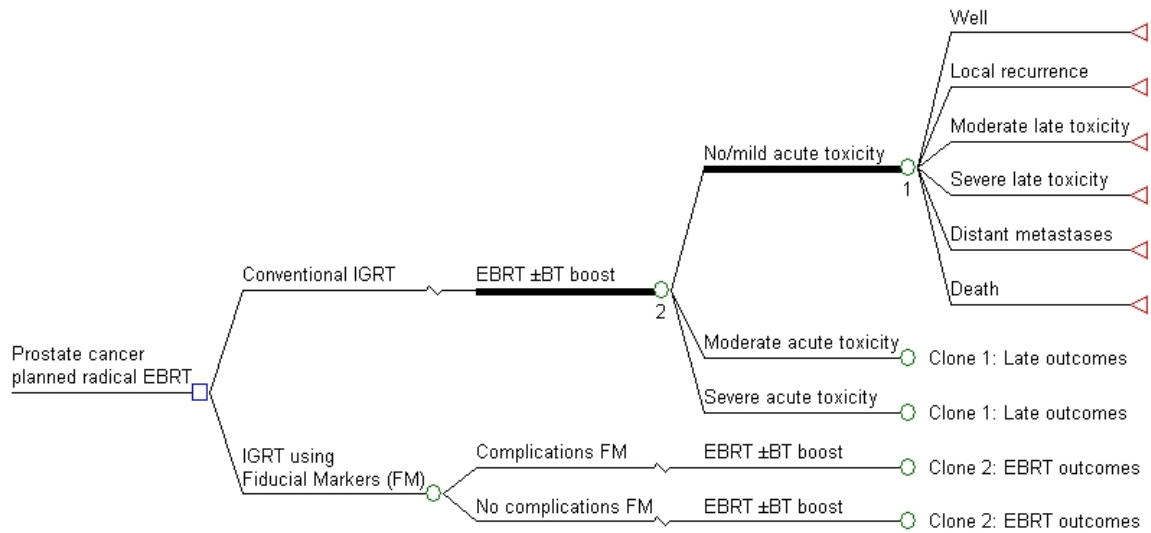 Well
Local recurrence
Moderate late toxicity
No/mild acute toxicity
1
Severe late toxicity
Distant metastases
Conventional IGRT
EBRT ±BT boost
2
Death
Prostate cancer
planned radical EBRT
Moderate acute toxicity
Clone 1: Late outcomes
Severe acute toxicity
Clone 1: Late outcomes
IGRT using
Fiducial Markers (FM)
Complications FM
EBRT ±BT boost
Clone 2: EBRT outcomes
No complications FM
EBRT ±BT boost
Clone 2: EBRT outcomes